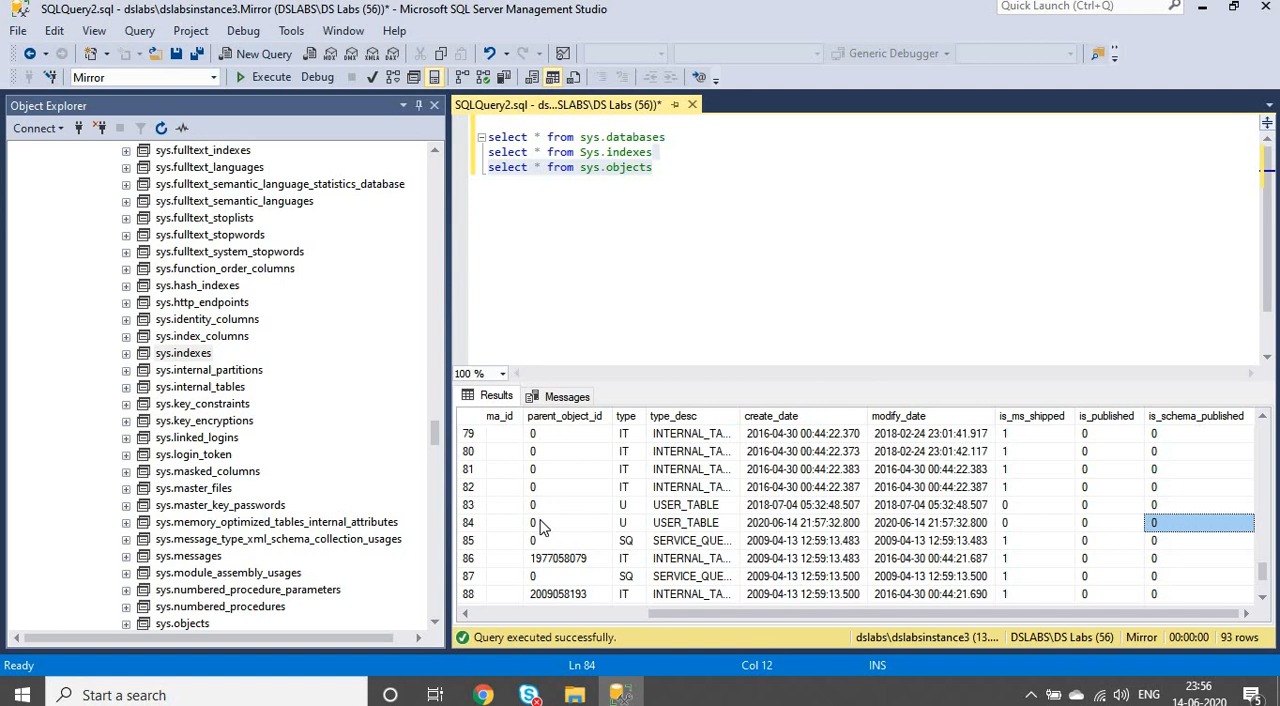 SQLQuery2.sql - dslabs\dslabsinstance3.Mirror (DSLABS\DS Labs (56))* - Microsoft SQL Server Management Studio
Quick Launch (Ctrl+Q)
File Edit View Query Project Debug Tools Window Help
New Query
Generic Debugger
Mirror
Execute Debug
Object Explorer
SQLQuery2.sql - ds...SLABS\DS Labs (56))*
Connect
sys.fulltext_indexes
sys.fulltext_languages
sys.fulltext_semantic_language_statistics_database
sys.fulltext_semantic_languages
sys.fulltext_stoplists
sys.fulltext_stopwords
sys.fulltext_system_stopwords
sys.function_order_columns
sys.hash_indexes
sys.http_endpoints
sys.identity_columns
sys.index_columns
sys.indexes
sys.internal_partitions
sys.internal_tables
sys.key_constraints
sys.key_encryptions
sys.linked_logins
sys.login_token
sys.masked_columns
sys.master_files
sys.master_key_passwords
sys.memory_optimized_tables_internal_attributes
sys.message_type_xml_schema_collection_usages
sys.messages
sys.module_assembly_usages
sys.numbered_procedure_parameters
sys.numbered_procedures
sys.objects
select * from sys.databases
select * from Sys.indexes
select * from sys.objects
100 %
Results Messages
ma_id parent_object_id type type_desc create_date modify_date is_ms_shipped is_published is_schema_published
79 0 IT INTERNAL_TA... 2016-04-30 00:44:22.370 2018-02-24 23:01:41.917 1 0 0
80 0 IT INTERNAL_TA... 2016-04-30 00:44:22.373 2018-02-24 23:01:42.117 1 0 0
81 0 IT INTERNAL_TA... 2016-04-30 00:44:22.383 2016-04-30 00:44:22.383 1 0 0
82 0 IT INTERNAL_TA... 2016-04-30 00:44:22.387 2016-04-30 00:44:22.387 1 0 0
83 0 U USER_TABLE 2018-07-04 05:32:48.507 2018-07-04 05:32:48.507 0 0 0
84 0 U USER_TABLE 2020-06-14 21:57:32.800 2020-06-14 21:57:32.800 0 0 0
85 0 SQ SERVICE_QUE... 2009-04-13 12:59:13.483 2009-04-13 12:59:13.483 1 0 0
86 1977058079 IT INTERNAL_TA... 2009-04-13 12:59:13.483 2016-04-30 00:44:21.687 1 0 0
87 0 SQ SERVICE_QUE... 2009-04-13 12:59:13.500 2009-04-13 12:59:13.500 1 0 0
88 2009058193 IT INTERNAL_TA... 2009-04-13 12:59:13.500 2016-04-30 00:44:21.690 1 0 0
Query executed successfully. dslabs\dslabsinstance3 (13.... DSLABS\DS Labs (56) Mirror 00:00:00 93 rows
Ready Ln 84 Col 12 INS
Start a search
ENG
23:56
14-06-2020
5